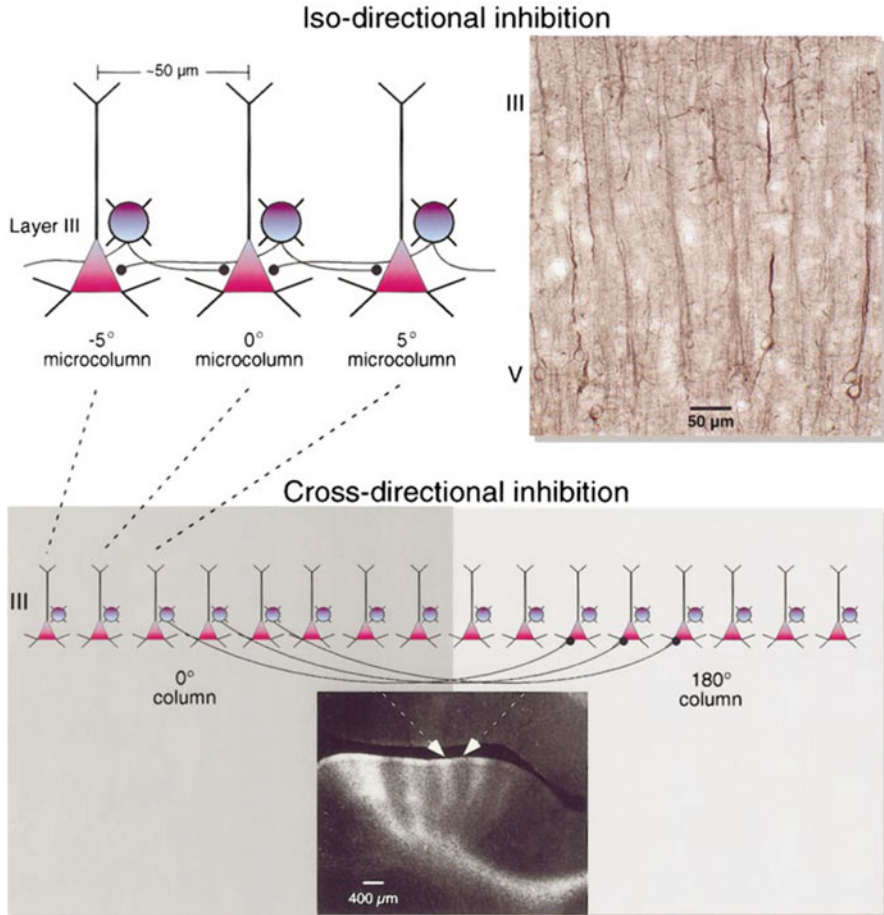 Iso-directional inhibition
~50 µm
III
Layer III
-5°
microcolumn
0°
microcolumn
5°
microcolumn
V
50 µm
Cross-directional inhibition
III
0°
column
180°
column
400 µm